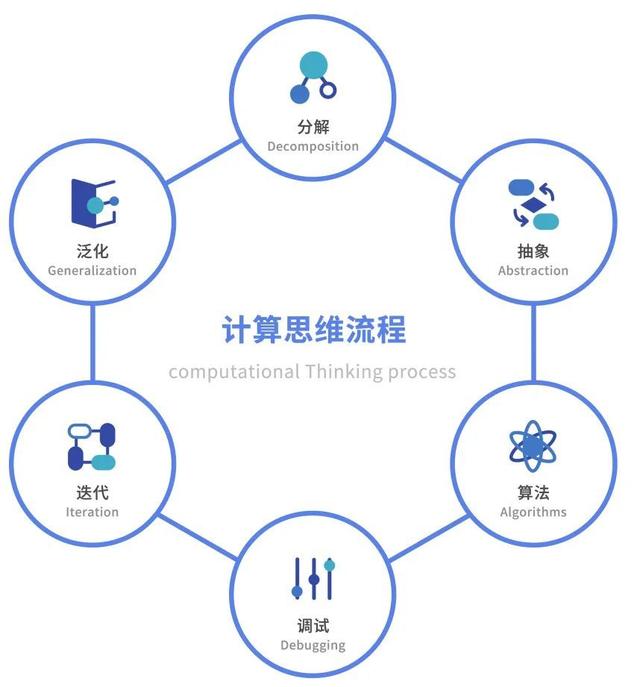 分解
Decomposition
泛化
Generalization
抽象
Abstraction
计算思维流程
computational Thinking process
迭代
Iteration
算法
Algorithms
调试
Debugging